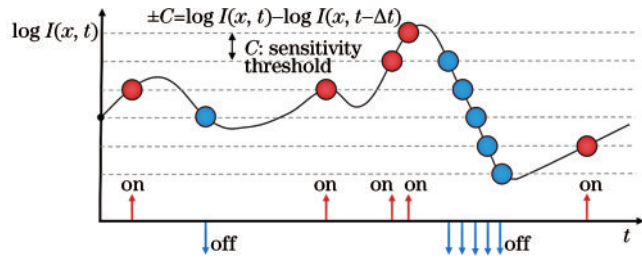 ±C=log I(x, t)−log I(x, t−Δt)
log I(x, t)
C: sensitivity
threshold
on
on
on
on
on
off
off
t